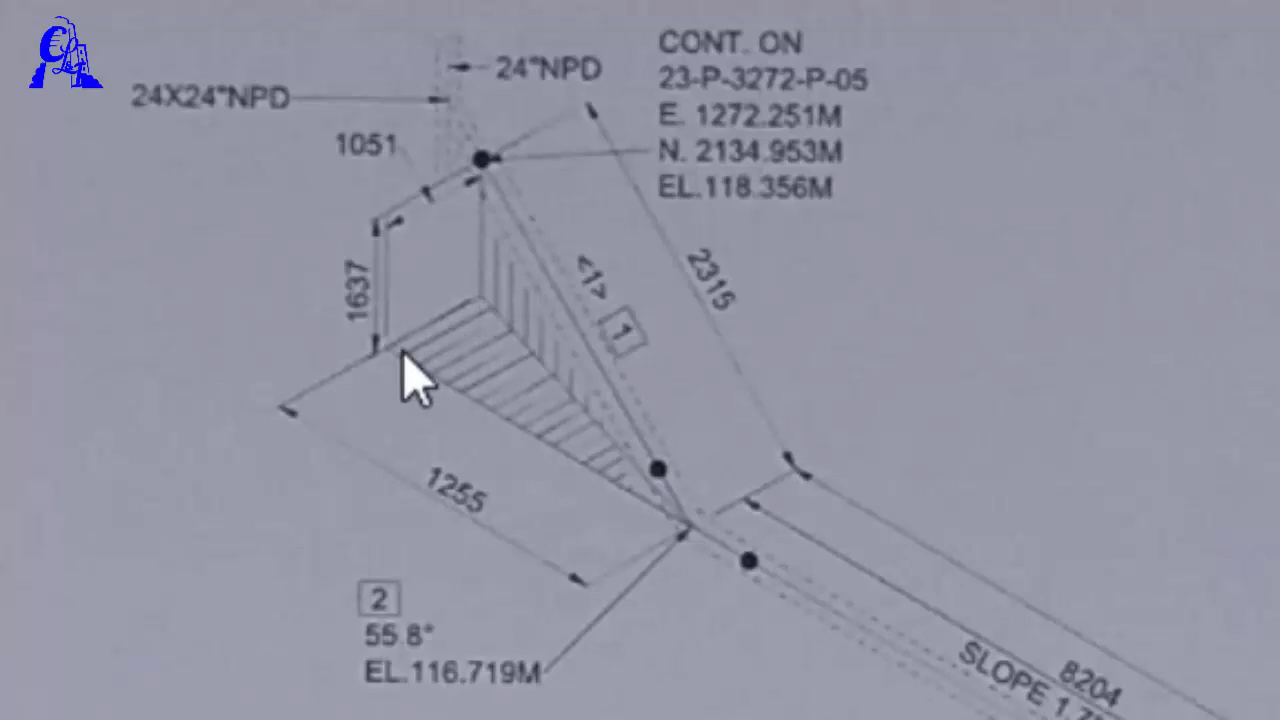 24"NPD
24X24"NPD
CONT. ON
23-P-3272-P-05
E. 1272.251M
N. 2134.953M
EL.118.356M
1051
1637
<1>
1
2315
1255
2
55.8°
EL.116.719M
8204
SLOPE